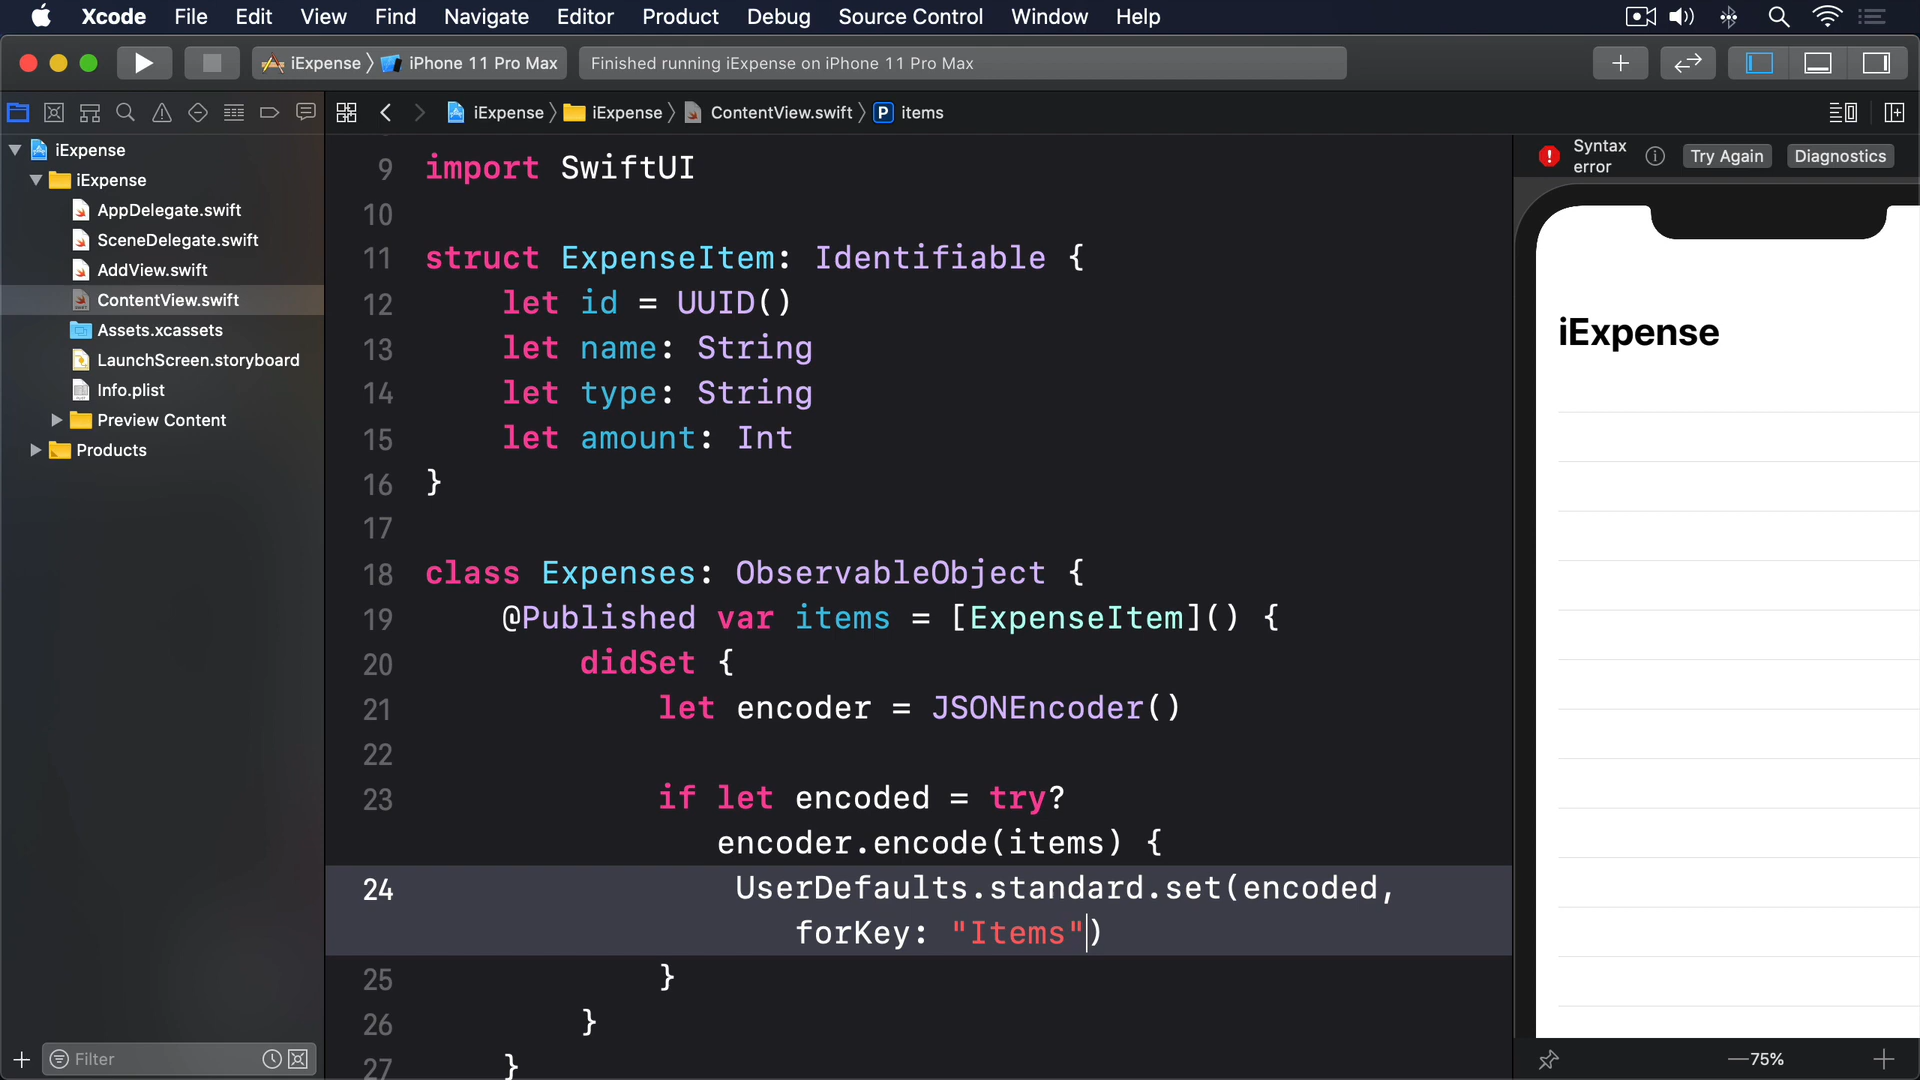 Xcode File Edit View Find Navigate Editor Product Debug Source Control Window Help
iExpense iPhone 11 Pro Max Finished running iExpense on iPhone 11 Pro Max
iExpense iExpense ContentView.swift P items
iExpense
iExpense
AppDelegate.swift
SceneDelegate.swift
AddView.swift
ContentView.swift
Assets.xcassets
LaunchScreen.storyboard
Info.plist
Preview Content
Products
Filter
9 import SwiftUI
10
11 struct ExpenseItem: Identifiable {
12 let id = UUID()
13 let name: String
14 let type: String
15 let amount: Int
16 }
17
18 class Expenses: ObservableObject {
19 @Published var items = [ExpenseItem]() {
20 didSet {
21 let encoder = JSONEncoder()
22
23 if let encoded = try?
encoder.encode(items) {
24 UserDefaults.standard.set(encoded,
forKey: "Items")
25 }
26 }
27 }
Syntax
error
Try Again Diagnostics
iExpense
75%